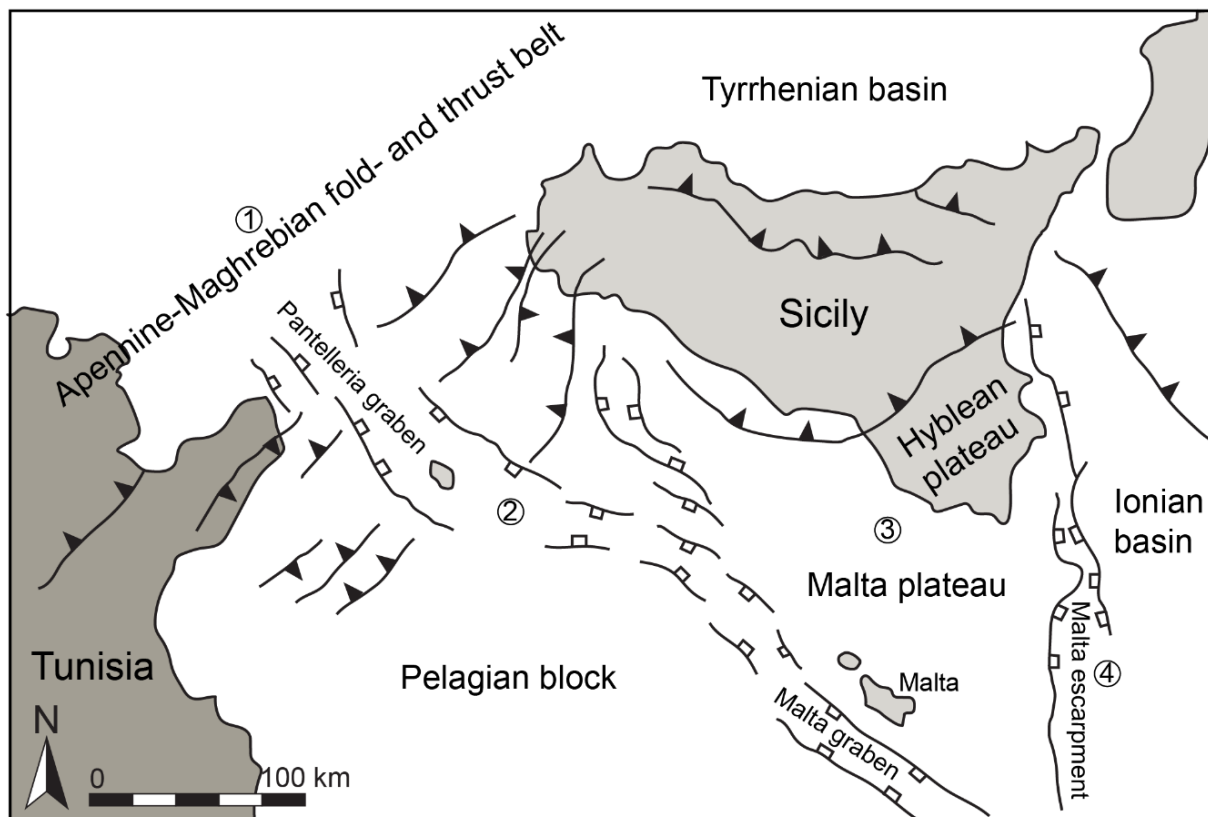 Tyrrhenian basin
Apennine-Maghrebian fold- and thrust belt
①
Sicily
Pantelleria graben
Hyblean
plateau
②
③
Ionian
basin
Malta plateau
Tunisia
Pelagian block
Malta
④
Malta escarpment
Malta graben
N
0
100 km